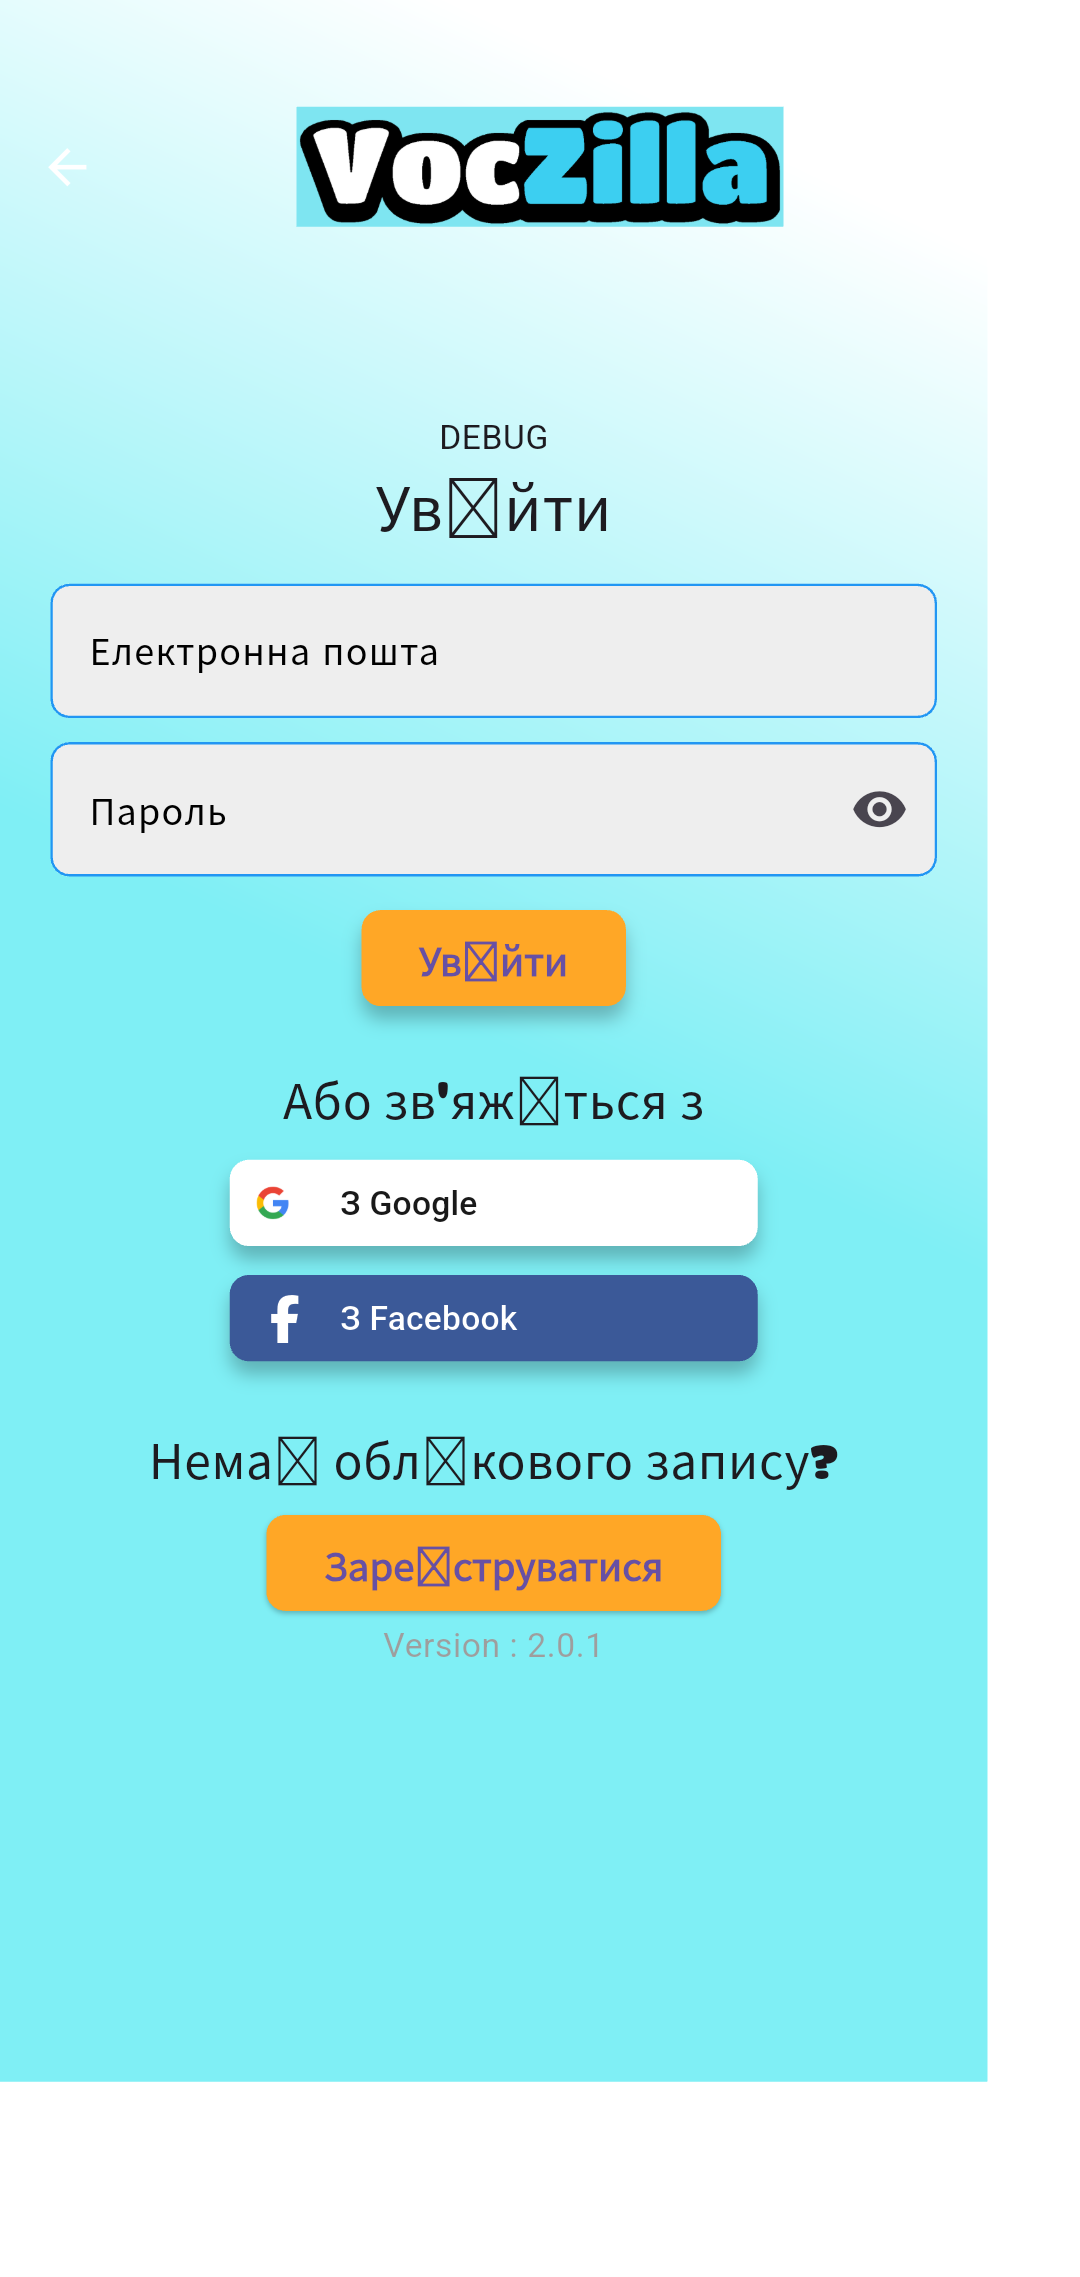 VocZilla
DEBUG
Ув☒йти
Електронна пошта
Пароль
Ув☒йти
Або зв'яж☒ться з
З Google
З Facebook
Нема☒ обл☒кового запису?
Заре☒струватися
Version : 2.0.1